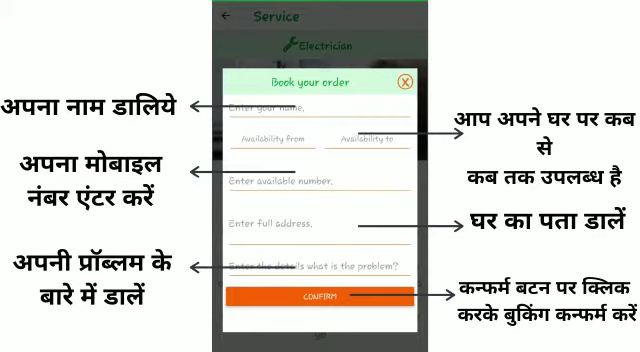 Service
Electrician
Book your order
X
अपना नाम डालिये
Enter your name.
Availability from
Availability to
आप अपने घर पर कब
से
कब तक उपलब्ध है
अपना मोबाइल
नंबर एंटर करें
Enter available number.
Enter full address.
घर का पता डालें
अपनी प्रॉब्लम के
बारे में डालें
Enter the details what is the problem?
CONFIRM
कन्फर्म बटन पर क्लिक
करके बुकिंग कन्फर्म करें